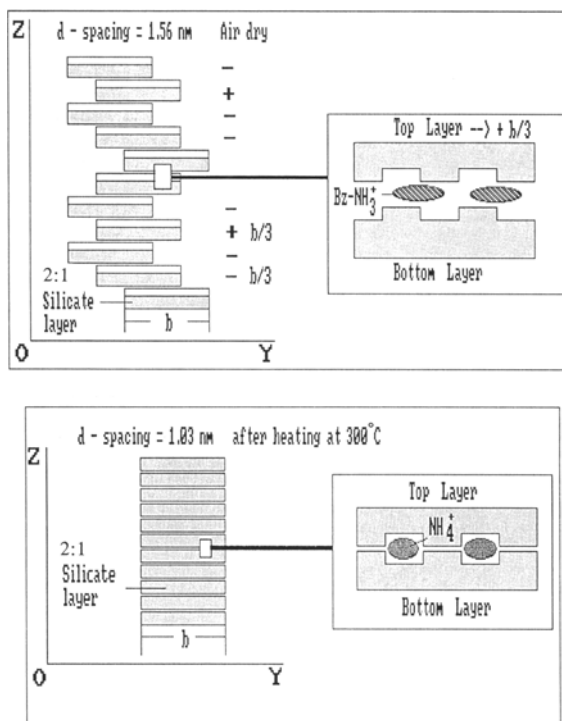 Z
d - spacing = 1.56 nm Air dry
-
+
-
-
Top Layer --> + h/3
Bz-NH3+
Bottom Layer
-
+ h/3
-
- h/3
2:1
Silicate
layer
h
O
Y
d - spacing = 1.03 nm after heating at 300°C
Z
Top Layer
NH4+
2:1
Silicate
layer
Bottom Layer
h
O
Y